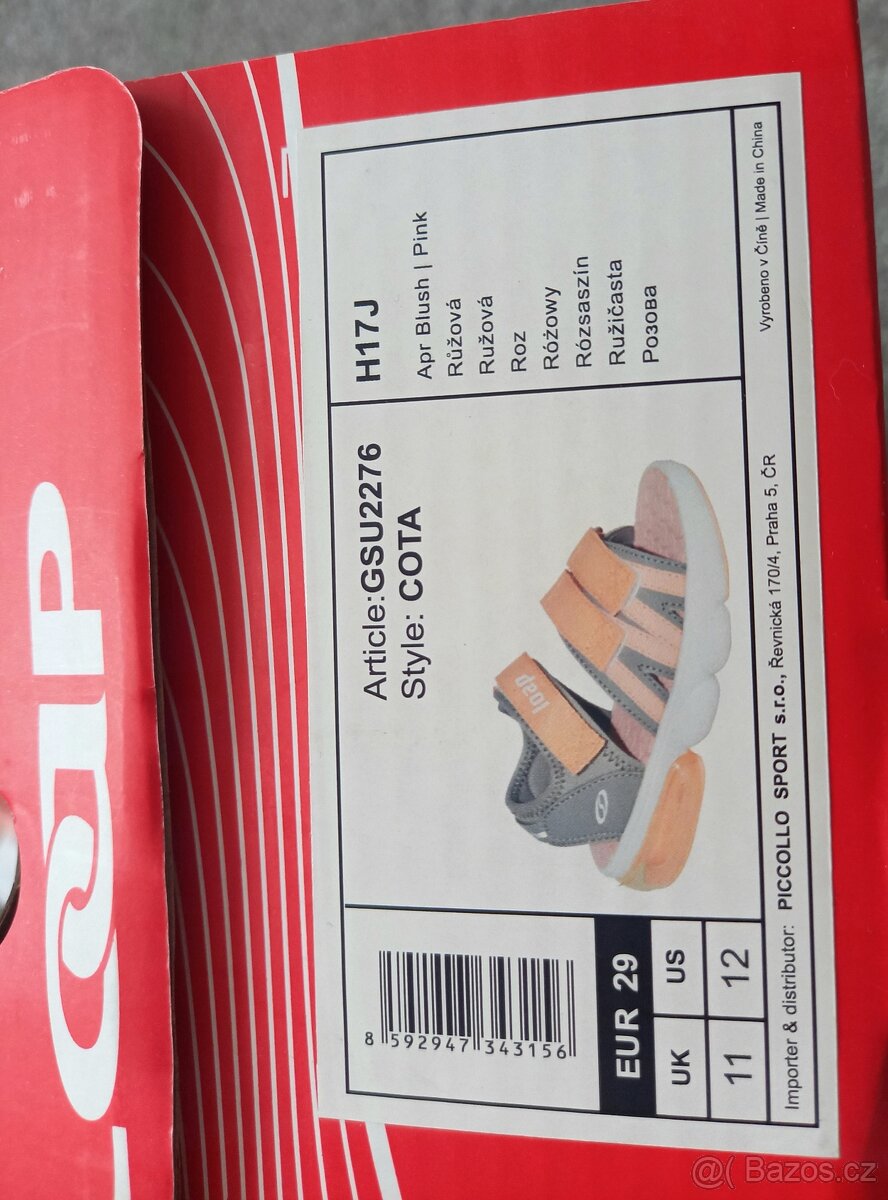 LOAP
Article:GSU2276
Style: COTA
loap
H17J
Apr Blush | Pink
Růžová
Ružová
Roz
Różowy
Rózsaszín
Ružičasta
Розова
8 592947 343156
EUR 29
UK US
11 12
Importer & distributor: PICCOLLO SPORT s.r.o., Řevnická 170/4, Praha 5, ČR
Vyrobeno v Číně | Made in China
@( Bazos.cz